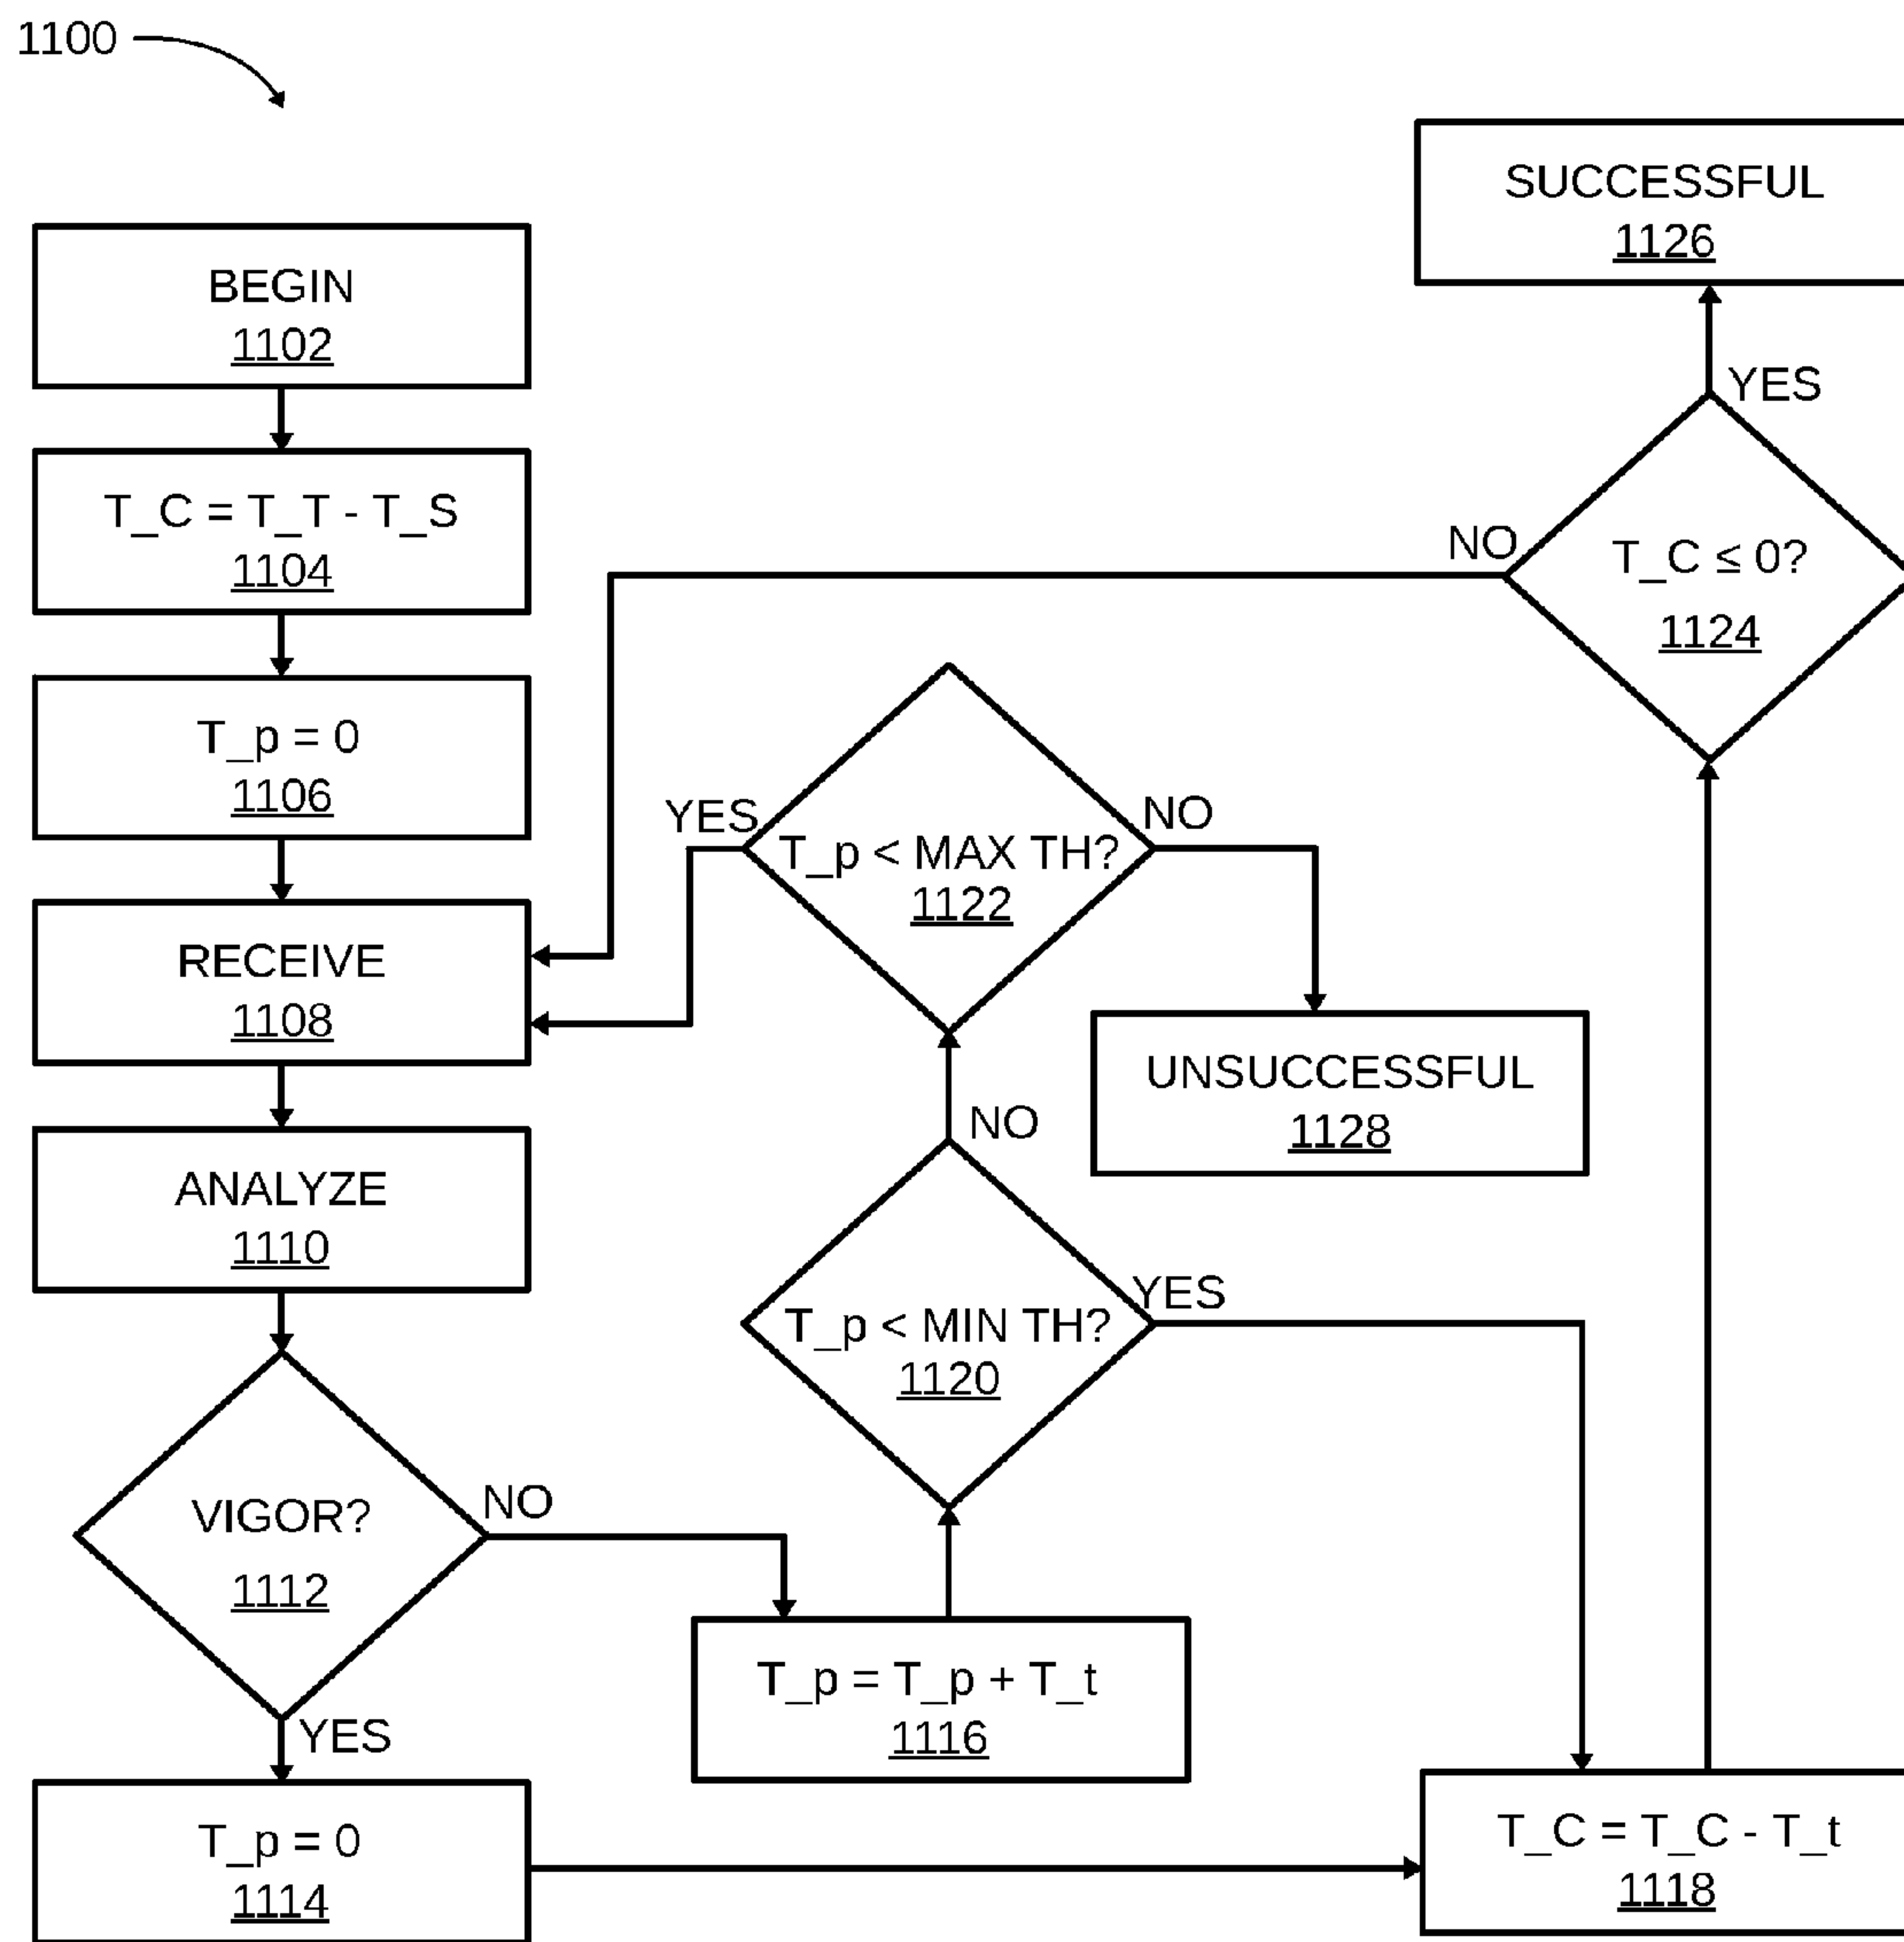 1100
BEGIN
1102
T_C = T_T - T_S
1104
T_p = 0
1106
RECEIVE
1108
ANALYZE
1110
VIGOR?
1112
NO
YES
T_p = 0
1114
T_p = T_p + T_t
1116
T_p < MIN TH?
1120
YES
NO
T_p < MAX TH?
1122
YES
NO
UNSUCCESSFUL
1128
T_C = T_C - T_t
1118
T_C ≤ 0?
1124
NO
YES
SUCCESSFUL
1126